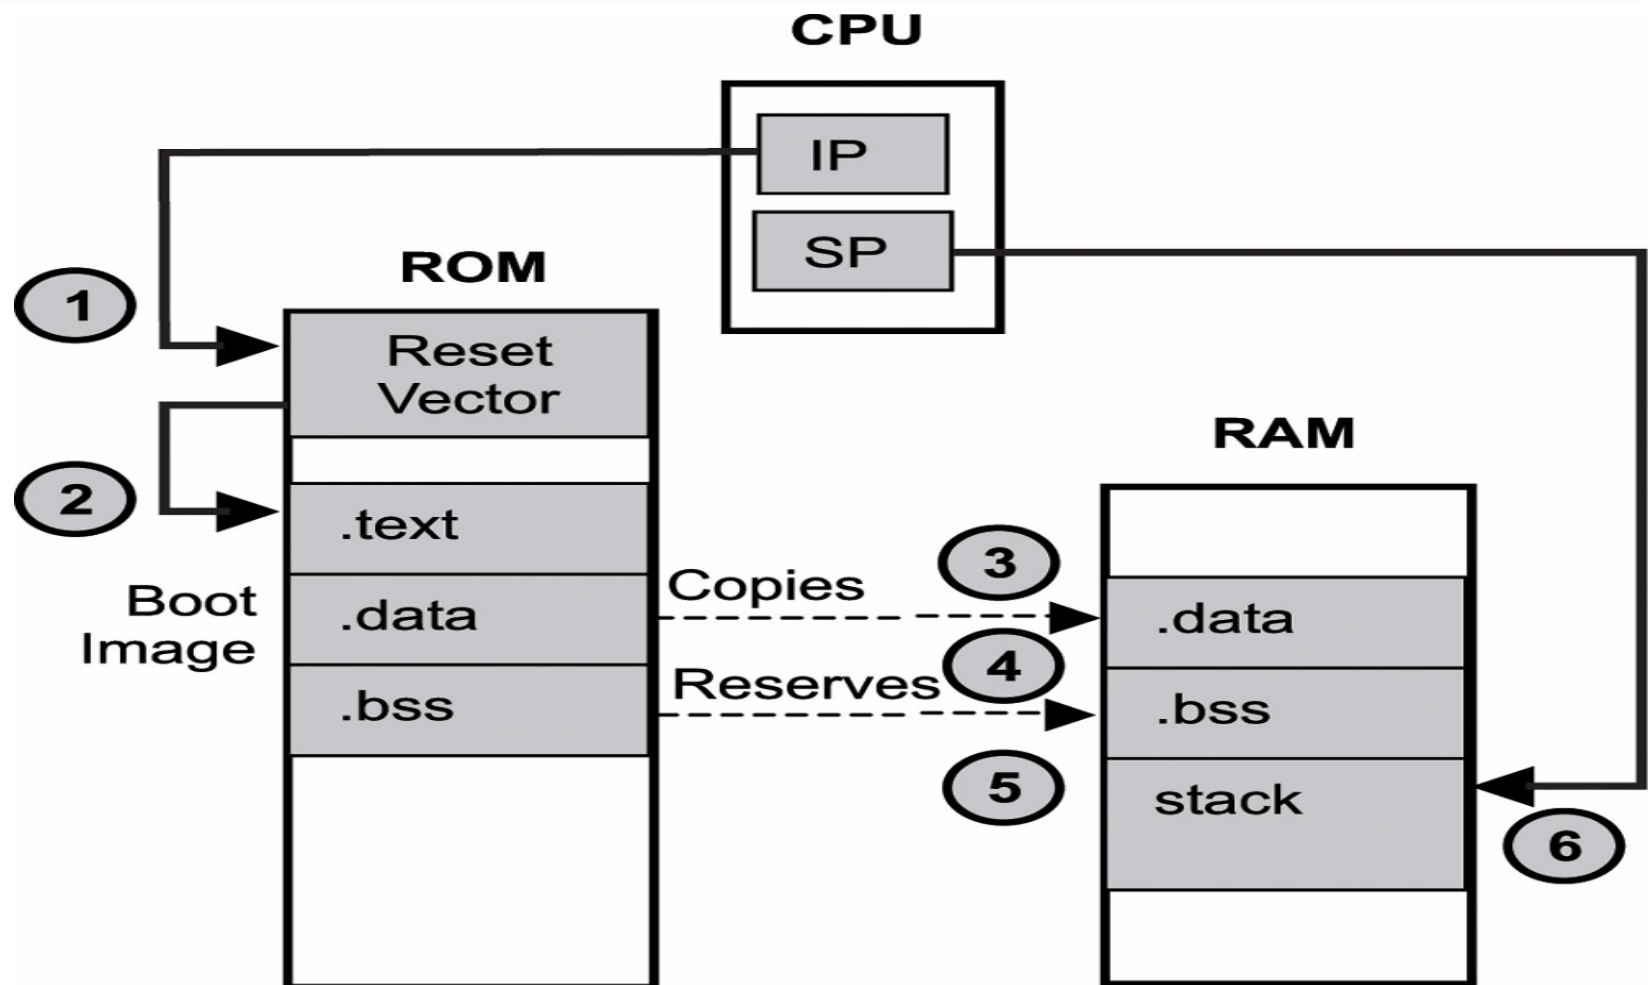 CPU
IP
SP
ROM
1
Reset
Vector
2
RAM
.text
Boot
Image
.data
.bss
Copies
3
Reserves
4
5
.data
.bss
stack
6